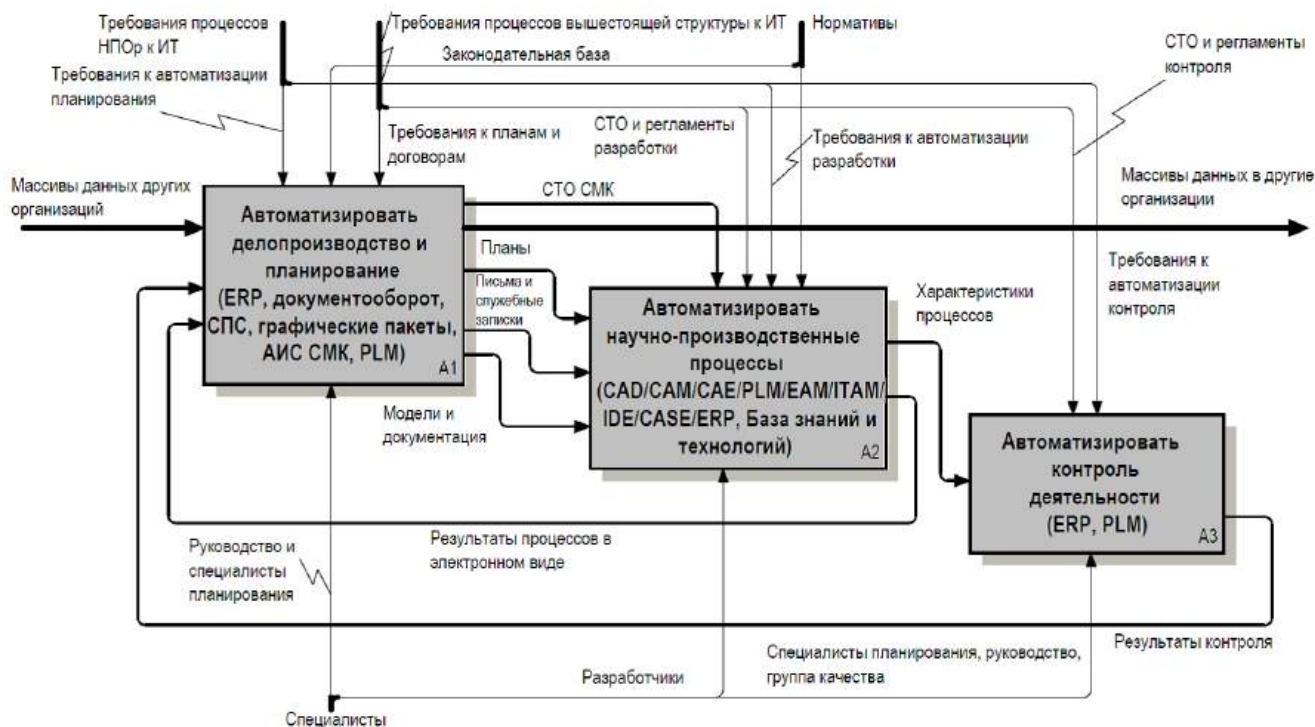 Требования процессов
НПОр к ИТ
Требования процессов вышестоящей структуры к ИТ
Нормативы
Законодательная база
СТО и регламенты
контроля
Требования к автоматизации
планирования
Требования к планам и
договорам
СТО и регламенты
разработки
Требования к автоматизации
разработки
Массивы данных других
организаций
СТО СМК
Массивы данных в другие
организации
Автоматизировать
делопроизводство и
планирование
(ERP, документооборот,
СПС, графические пакеты,
АИС СМК, PLM)
A1
Планы
Письма и
служебные
записки
Модели и
документация
Автоматизировать
научно-производственные
процессы
(CAD/CAM/CAE/PLM/EAM/ITAM/
IDE/CASE/ERP, База знаний и
технологий)
A2
Характеристики
процессов
Требования к
автоматизации
контроля
Автоматизировать
контроль
деятельности
(ERP, PLM)
A3
Результаты процессов в
электронном виде
Руководство и
специалисты
планирования
Результаты контроля
Специалисты планирования, руководство,
группа качества
Разработчики
Специалисты